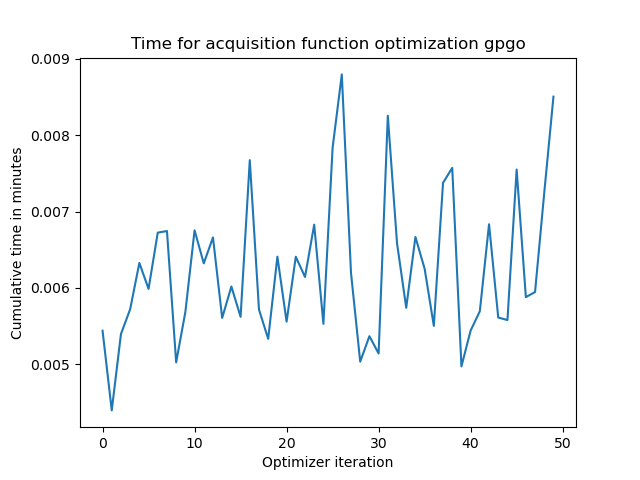 Time for acquisition function optimization gpgo
0.009
0.008
0.007
0.006
0.005
Cumulative time in minutes
0 10 20 30 40 50
Optimizer iteration